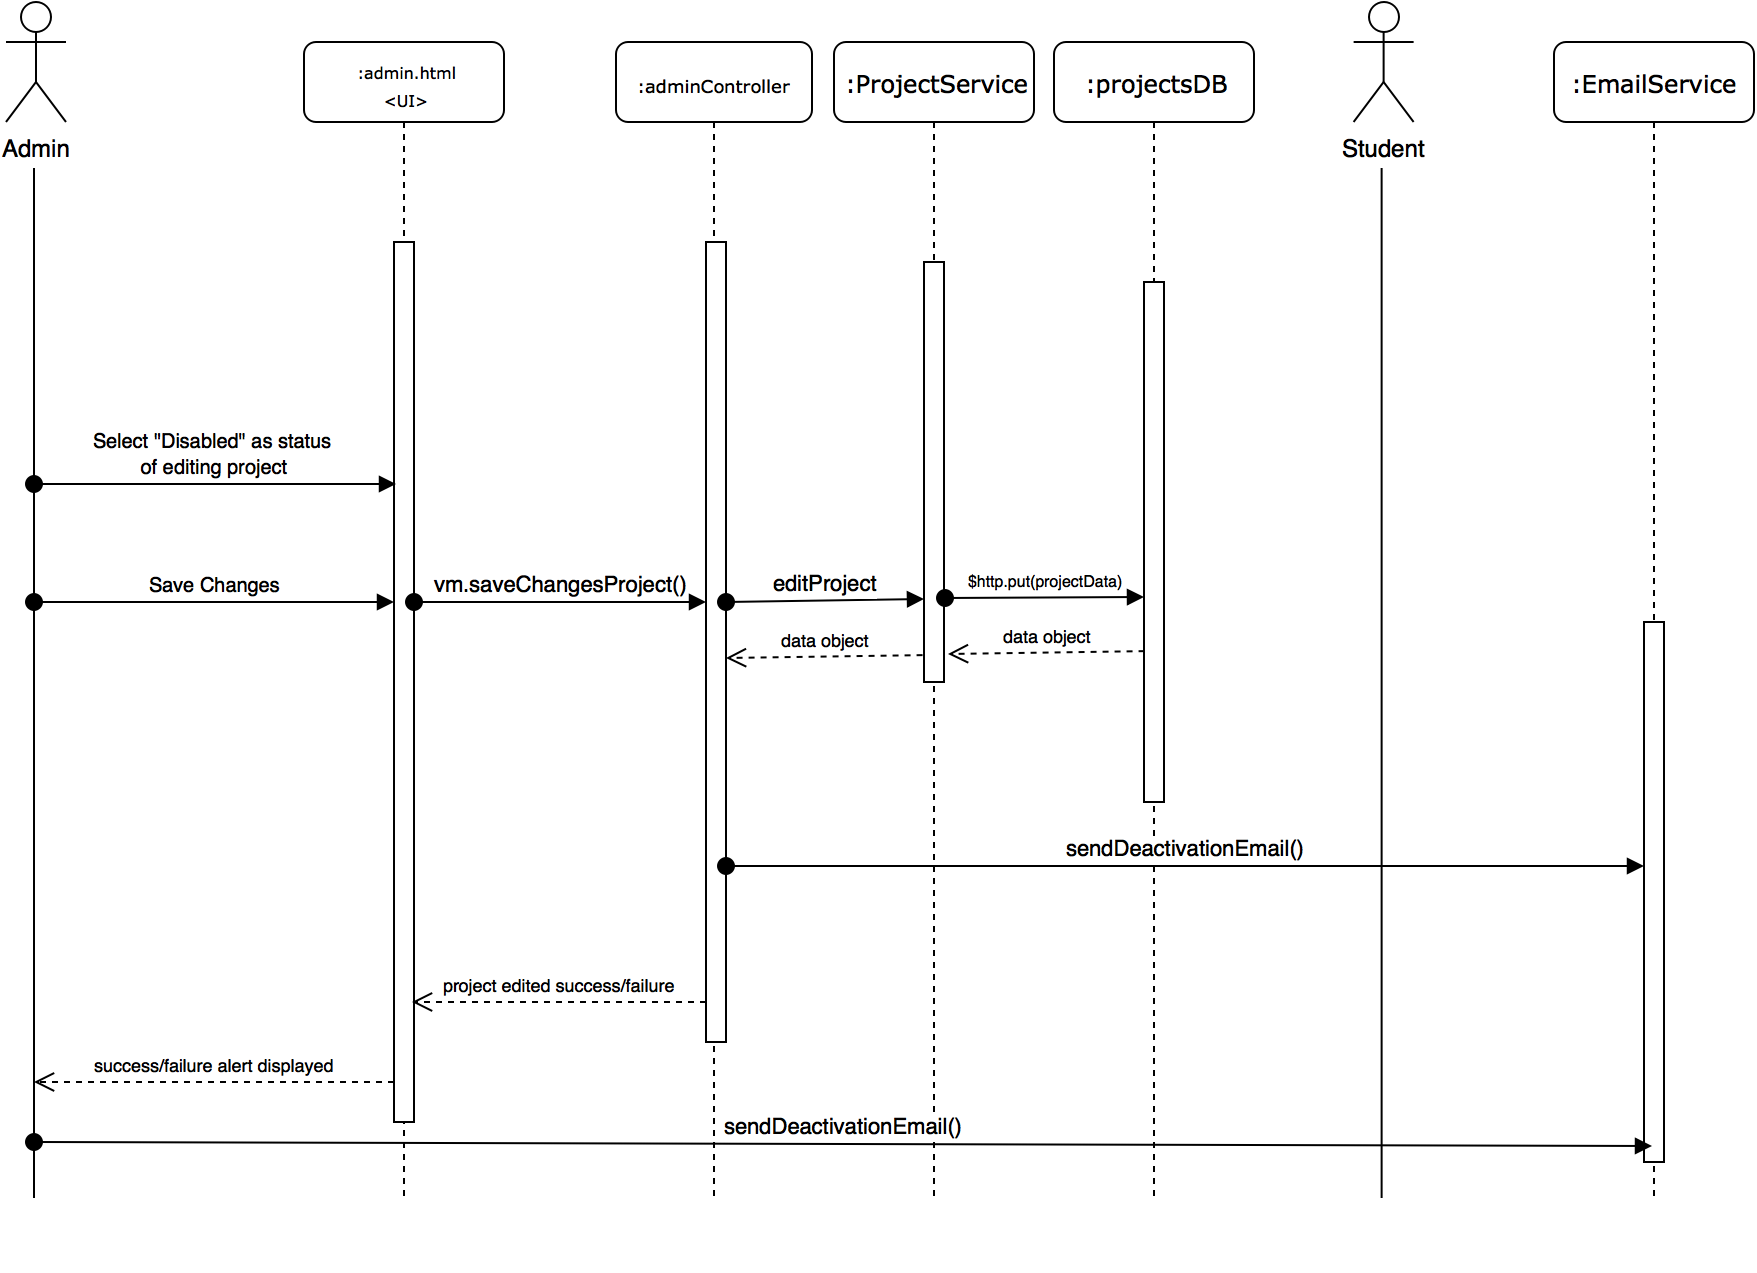 Admin
:admin.html
<UI>
:adminController
:ProjectService
:projectsDB
Student
:EmailService
Select "Disabled" as status
of editing project
Save Changes
vm.saveChangesProject()
editProject
$http.put(projectData)
data object
data object
sendDeactivationEmail()
project edited success/failure
success/failure alert displayed
sendDeactivationEmail()